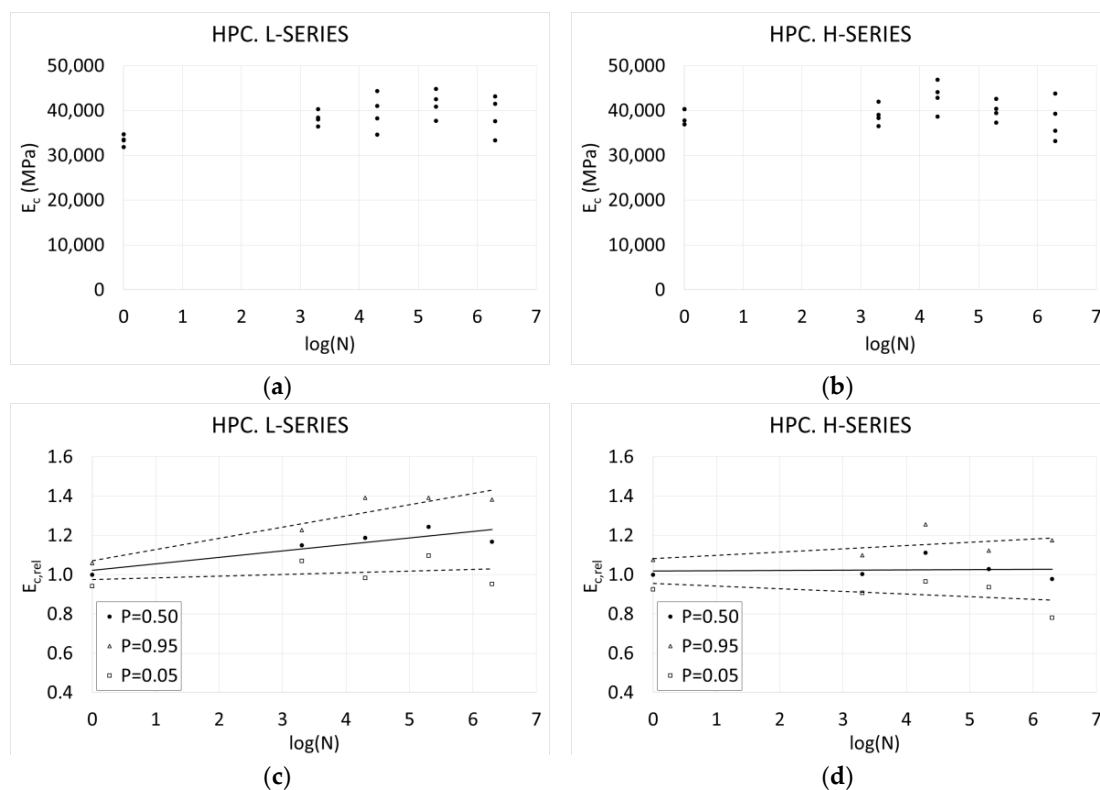 HPC. L-SERIES
50,000
40,000
30,000
20,000
10,000
0
E_c (MPa)
0 1 2 3 4 5 6 7
log(N)
(a)
HPC. H-SERIES
50,000
40,000
30,000
20,000
10,000
0
E_c (MPa)
0 1 2 3 4 5 6 7
log(N)
(b)
HPC. L-SERIES
1.6
1.4
1.2
1.0
0.8
0.6
0.4
E_c,rel
P=0.50
P=0.95
P=0.05
0 1 2 3 4 5 6 7
log(N)
(c)
HPC. H-SERIES
1.6
1.4
1.2
1.0
0.8
0.6
0.4
E_c,rel
P=0.50
P=0.95
P=0.05
0 1 2 3 4 5 6 7
log(N)
(d)